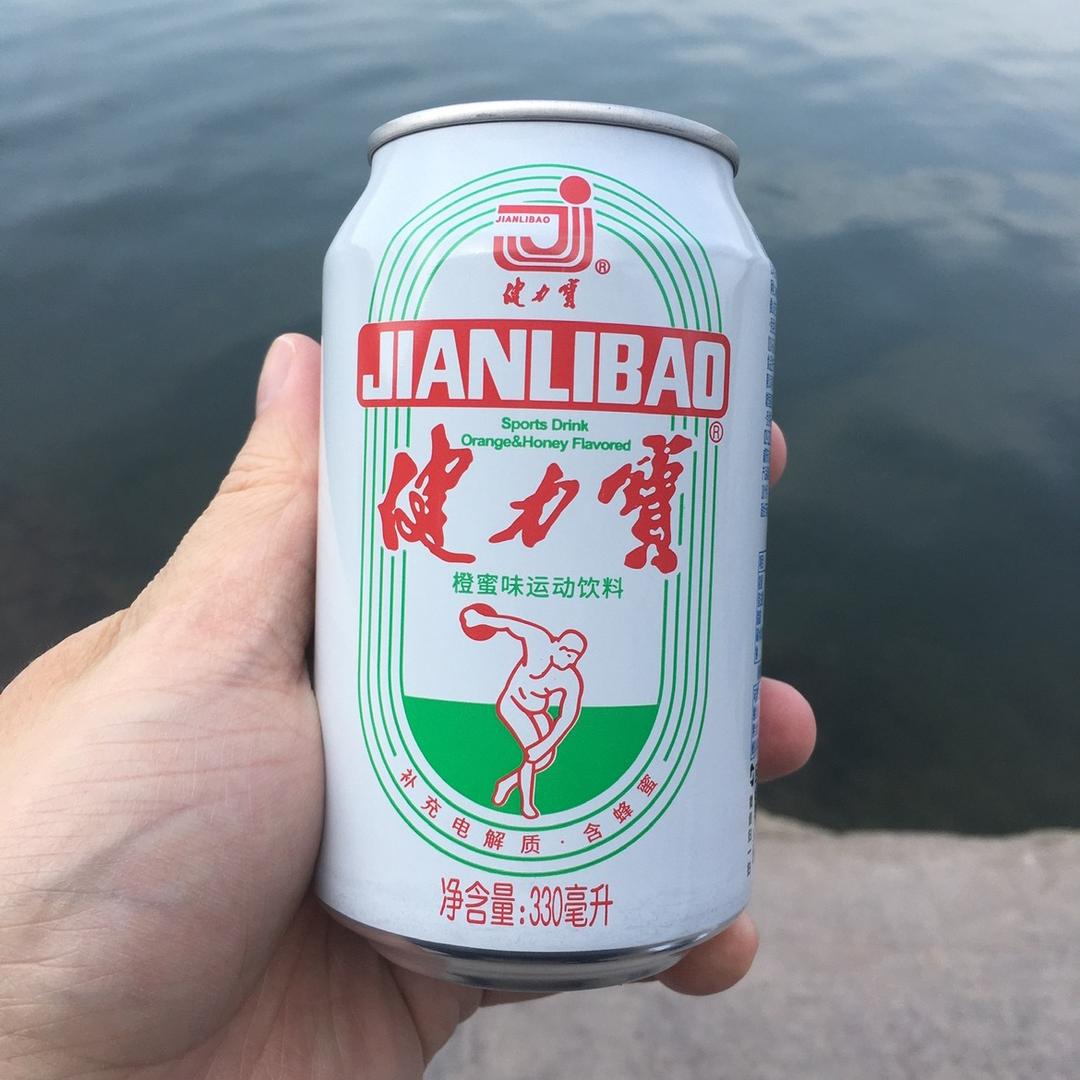 JIANLIBAO
®
健力寶
JIANLIBAO
®
Sports Drink
Orange&Honey Flavored
健力寶
橙蜜味运动饮料
补充电解质·含蜂蜜
净含量:330毫升